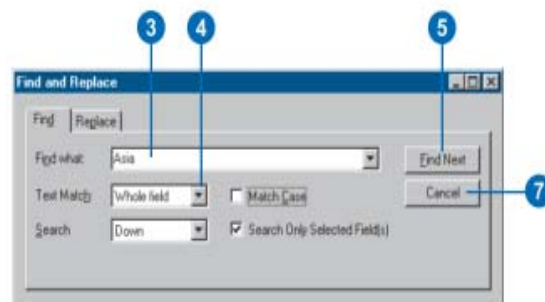 3 4 5
Find and Replace
Find Replace
Find what: Asia Find Next
Text Match: Whole field Match Case Cancel 7
Search Down Search Only Selected Field(s)